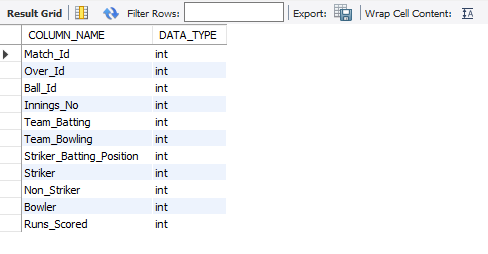 Result Grid Filter Rows: Export: Wrap Cell Content:
COLUMN_NAME DATA_TYPE
Match_Id int
Over_Id int
Ball_Id int
Innings_No int
Team_Batting int
Team_Bowling int
Striker_Batting_Position int
Striker int
Non_Striker int
Bowler int
Runs_Scored int